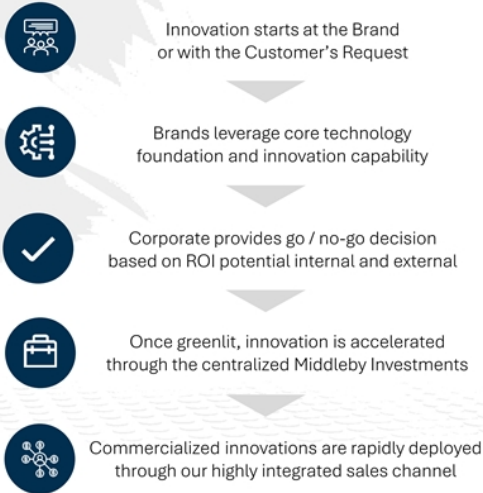 Innovation starts at the Brand
or with the Customer's Request
Brands leverage core technology
foundation and innovation capability
Corporate provides go / no-go decision
based on ROI potential internal and external
Once greenlit, innovation is accelerated
through the centralized Middleby Investments
Commercialized innovations are rapidly deployed
through our highly integrated sales channel